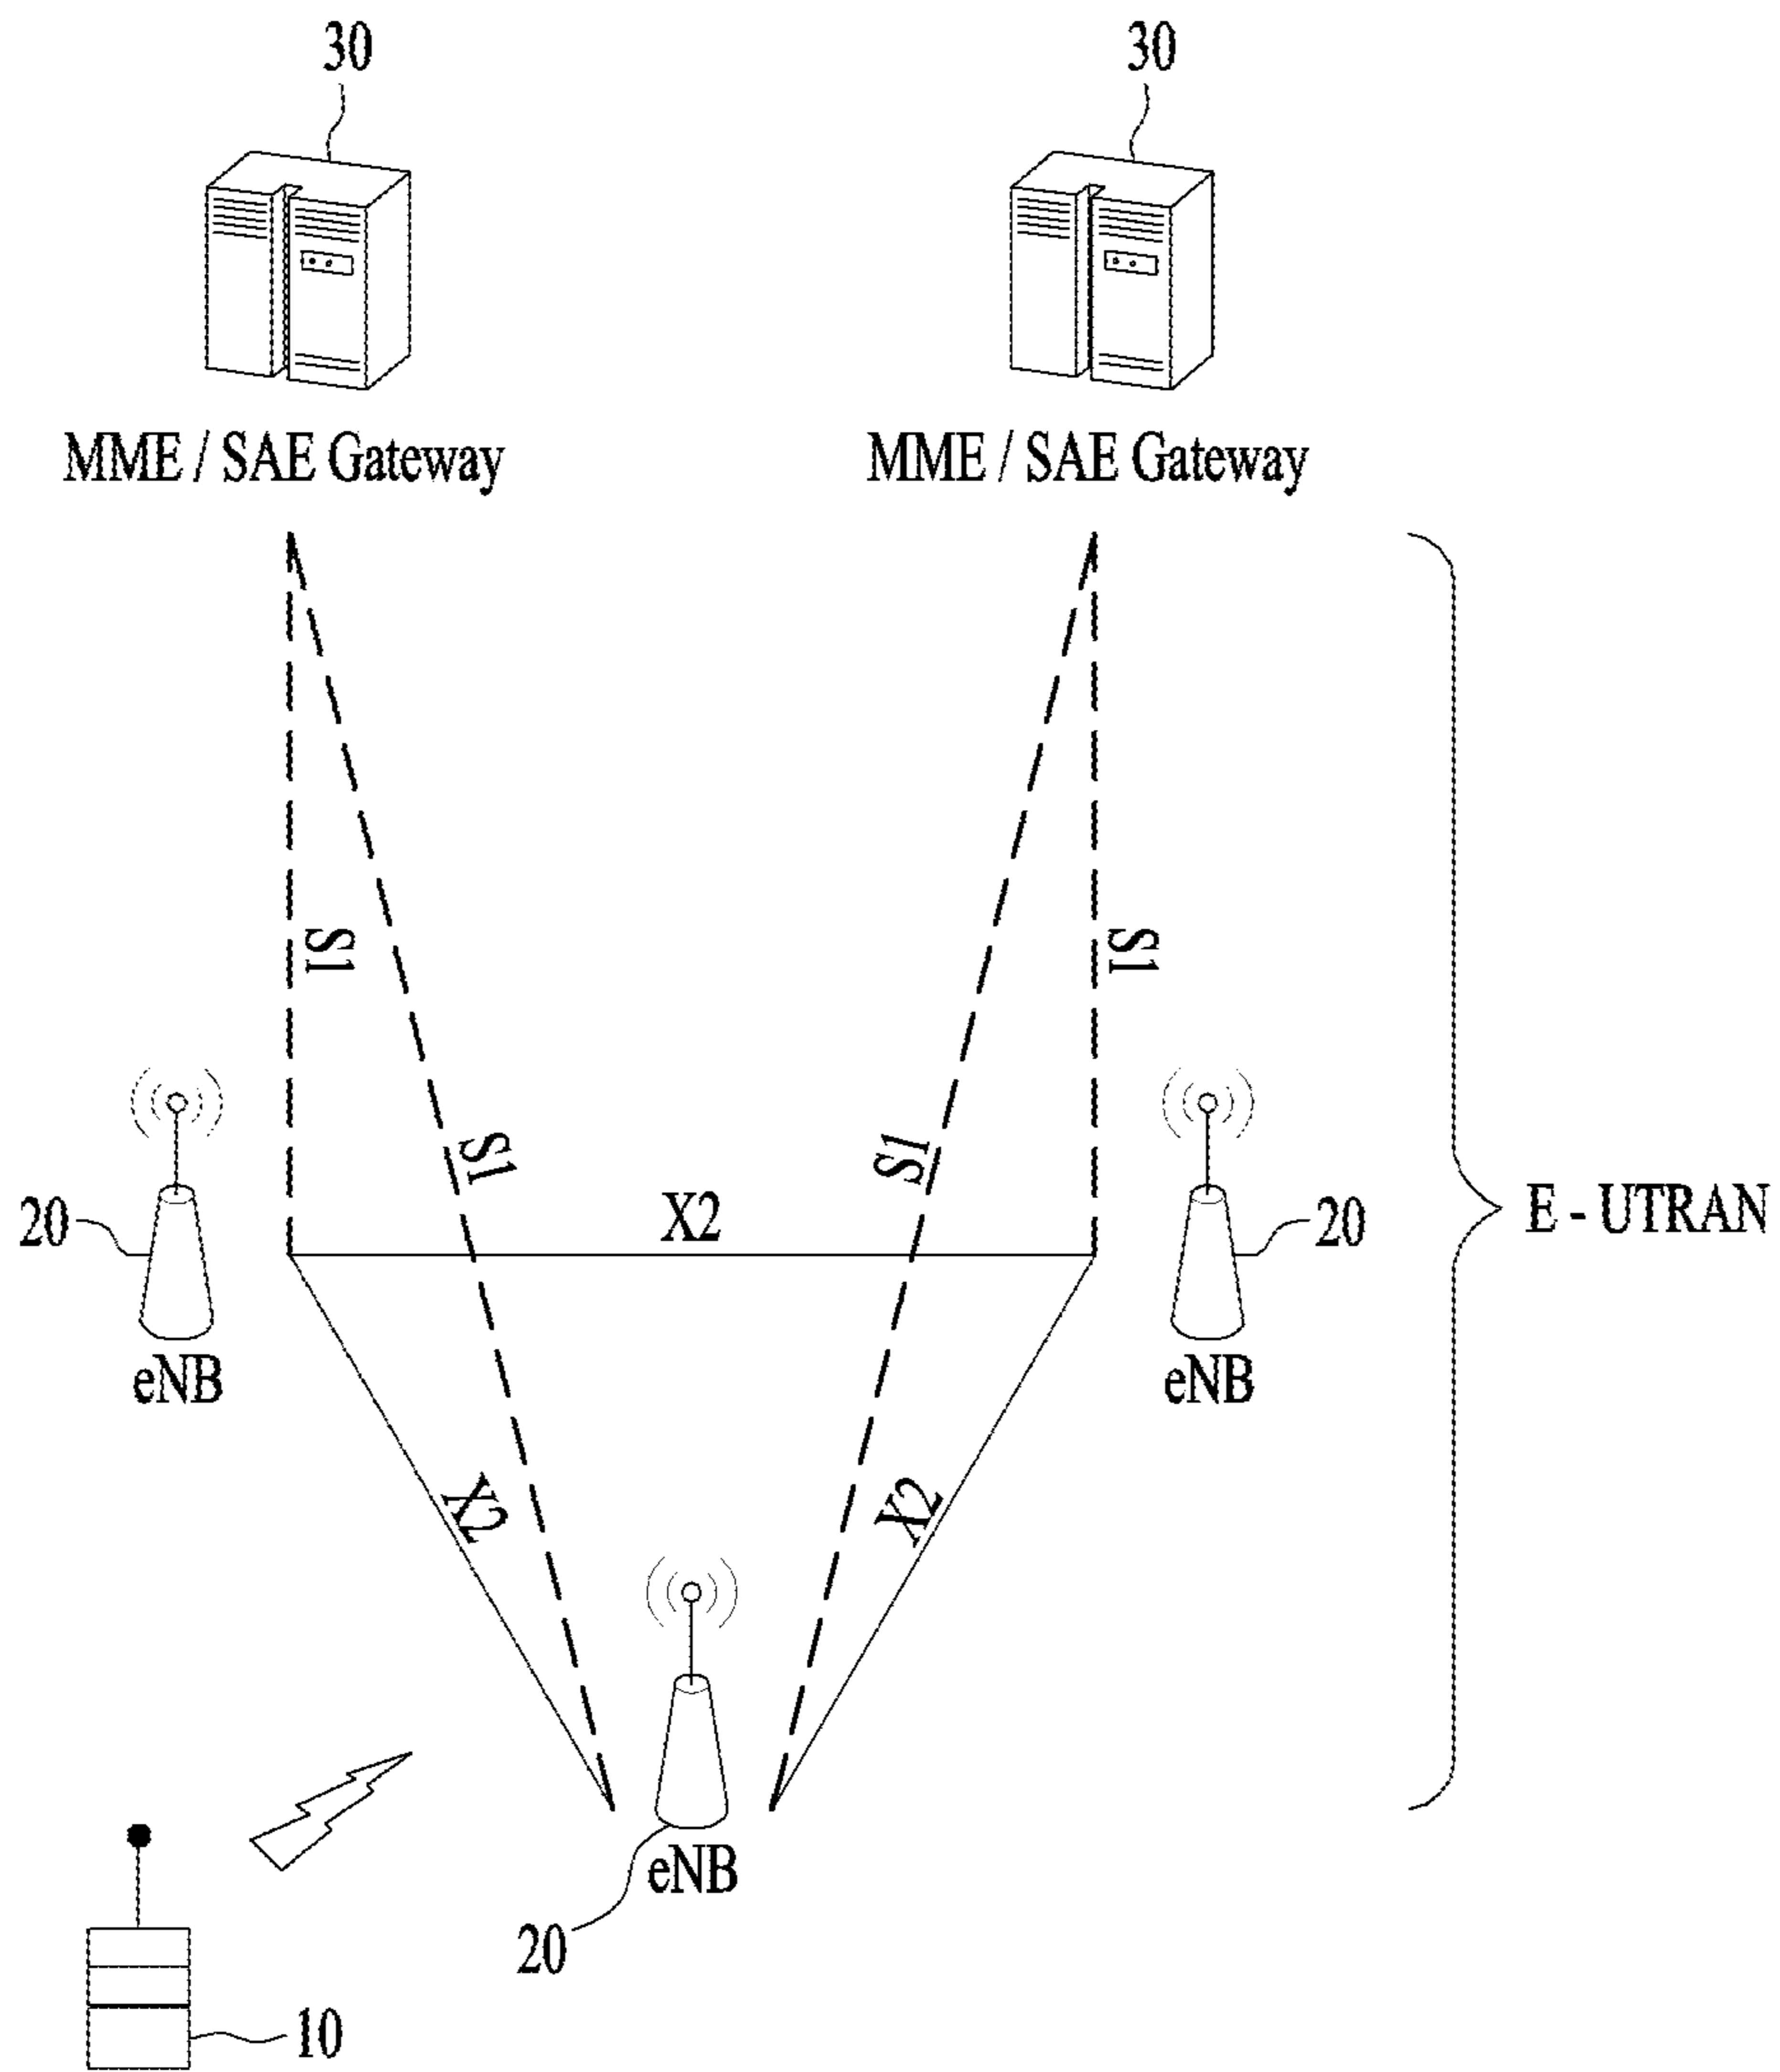 30
30
MME / SAE Gateway
MME / SAE Gateway
S1
S1
S1
S1
X2
20
20
E - UTRAN
eNB
eNB
X2
X2
eNB
20
10